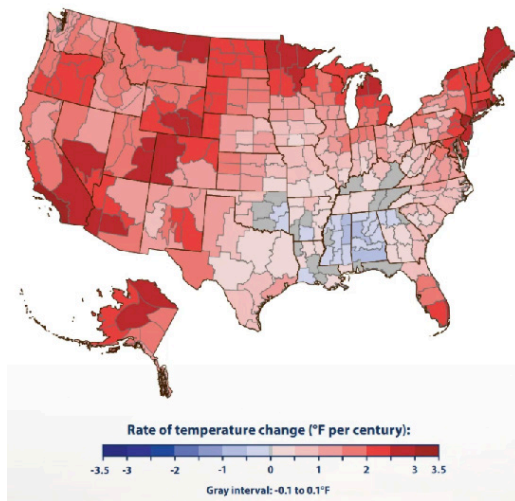 Rate of temperature change (°F per century):
-3.5 -3 -2 -1 0 1 2 3 3.5
Gray interval: -0.1 to 0.1°F